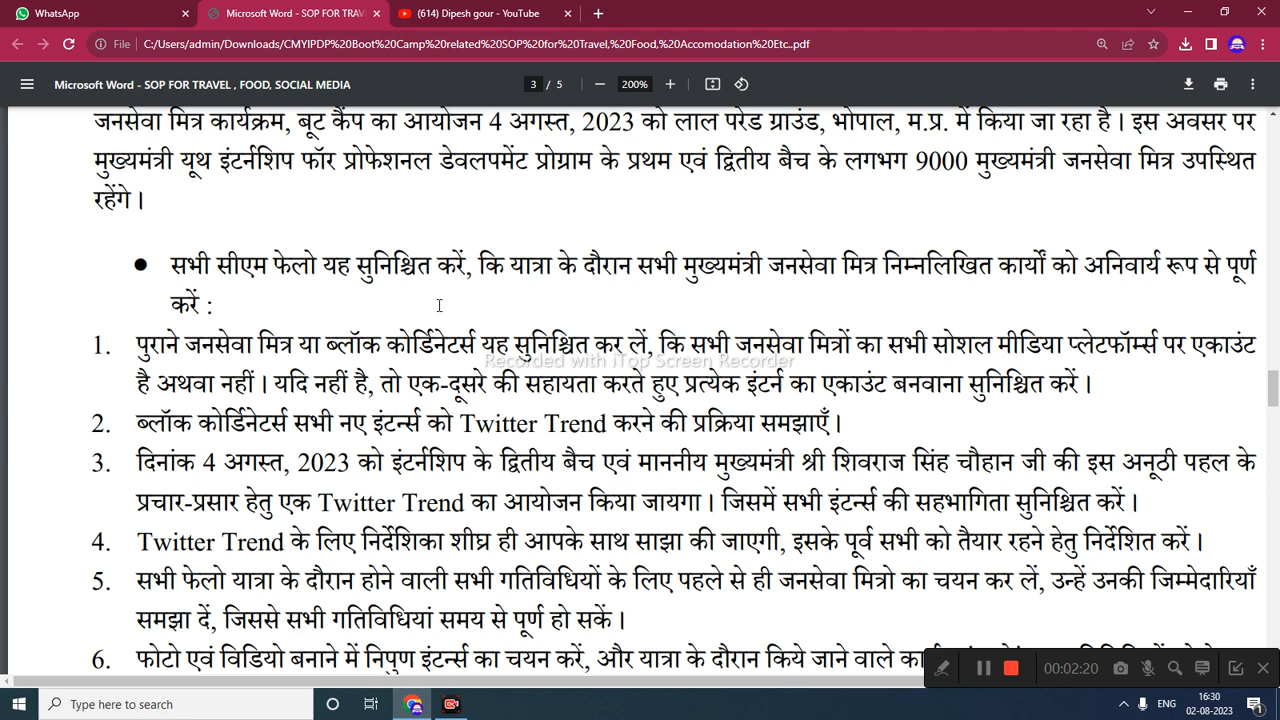 WhatsApp
Microsoft Word - SOP FOR TRAV
(614) Dipesh gour - YouTube
File C:/Users/admin/Downloads/CMYIPDP%20Boot%20Camp%20related%20SOP%20for%20Travel,%20Food,%20Accomodation%20Etc..pdf
Microsoft Word - SOP FOR TRAVEL , FOOD, SOCIAL MEDIA
3 / 5
200%
जनसेवा मित्र कार्यक्रम, बूट कैंप का आयोजन 4 अगस्त, 2023 को लाल परेड ग्राउंड, भोपाल, म.प्र. में किया जा रहा है। इस अवसर पर
मुख्यमंत्री यूथ इंटर्नशिप फॉर प्रोफेशनल डेवलपमेंट प्रोग्राम के प्रथम एवं द्वितीय बैच के लगभग 9000 मुख्यमंत्री जनसेवा मित्र उपस्थित
रहेंगे।
● सभी सीएम फेलो यह सुनिश्चित करें, कि यात्रा के दौरान सभी मुख्यमंत्री जनसेवा मित्र निम्नलिखित कार्यों को अनिवार्य रूप से पूर्ण
करें :
1. पुराने जनसेवा मित्र या ब्लॉक कोर्डिनेटर्स यह सुनिश्चित कर लें, कि सभी जनसेवा मित्रों का सभी सोशल मीडिया प्लेटफॉर्म्स पर एकाउंट
Recorded with iTop Screen Recorder
है अथवा नहीं। यदि नहीं है, तो एक-दूसरे की सहायता करते हुए प्रत्येक इंटर्न का एकाउंट बनवाना सुनिश्चित करें।
2. ब्लॉक कोर्डिनेटर्स सभी नए इंटर्न्स को Twitter Trend करने की प्रक्रिया समझाएँ।
3. दिनांक 4 अगस्त, 2023 को इंटर्नशिप के द्वितीय बैच एवं माननीय मुख्यमंत्री श्री शिवराज सिंह चौहान जी की इस अनूठी पहल के
प्रचार-प्रसार हेतु एक Twitter Trend का आयोजन किया जायगा। जिसमें सभी इंटर्न्स की सहभागिता सुनिश्चित करें।
4. Twitter Trend के लिए निर्देशिका शीघ्र ही आपके साथ साझा की जाएगी, इसके पूर्व सभी को तैयार रहने हेतु निर्देशित करें।
5. सभी फेलो यात्रा के दौरान होने वाली सभी गतिविधियों के लिए पहले से ही जनसेवा मित्रो का चयन कर लें, उन्हें उनकी जिम्मेदारियाँ
समझा दें, जिससे सभी गतिविधियां समय से पूर्ण हो सकें।
6. फोटो एवं विडियो बनाने में निपुण इंटर्न्स का चयन करें, और यात्रा के दौरान किये जाने वाले
00:02:20
Type here to search
ENG
16:30
02-08-2023
1